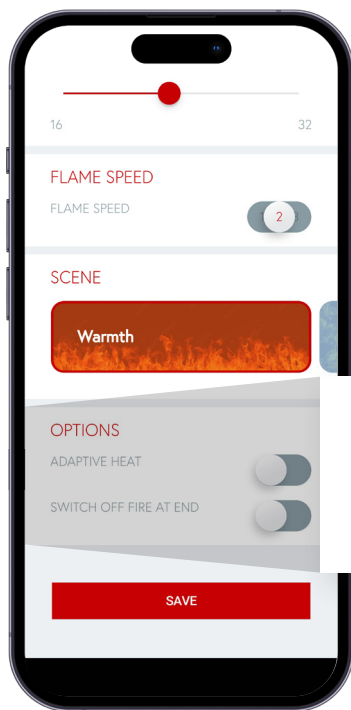 16 32
FLAME SPEED
FLAME SPEED 2
SCENE
Warmth
OPTIONS
ADAPTIVE HEAT
SWITCH OFF FIRE AT END
SAVE